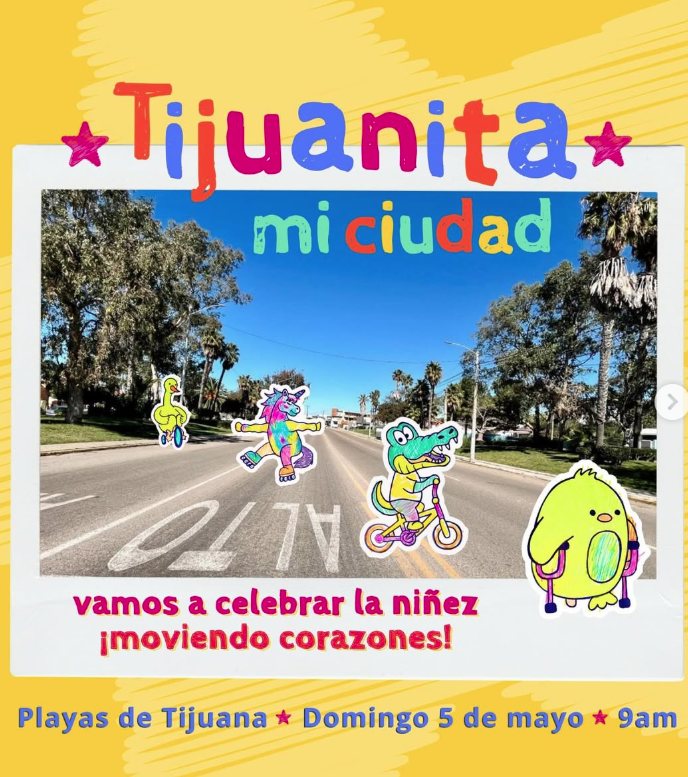 Tijuanita
mi ciudad
ALTO
vamos a celebrar la niñez
¡moviendo corazones!
Playas de Tijuana ★ Domingo 5 de mayo ★ 9am